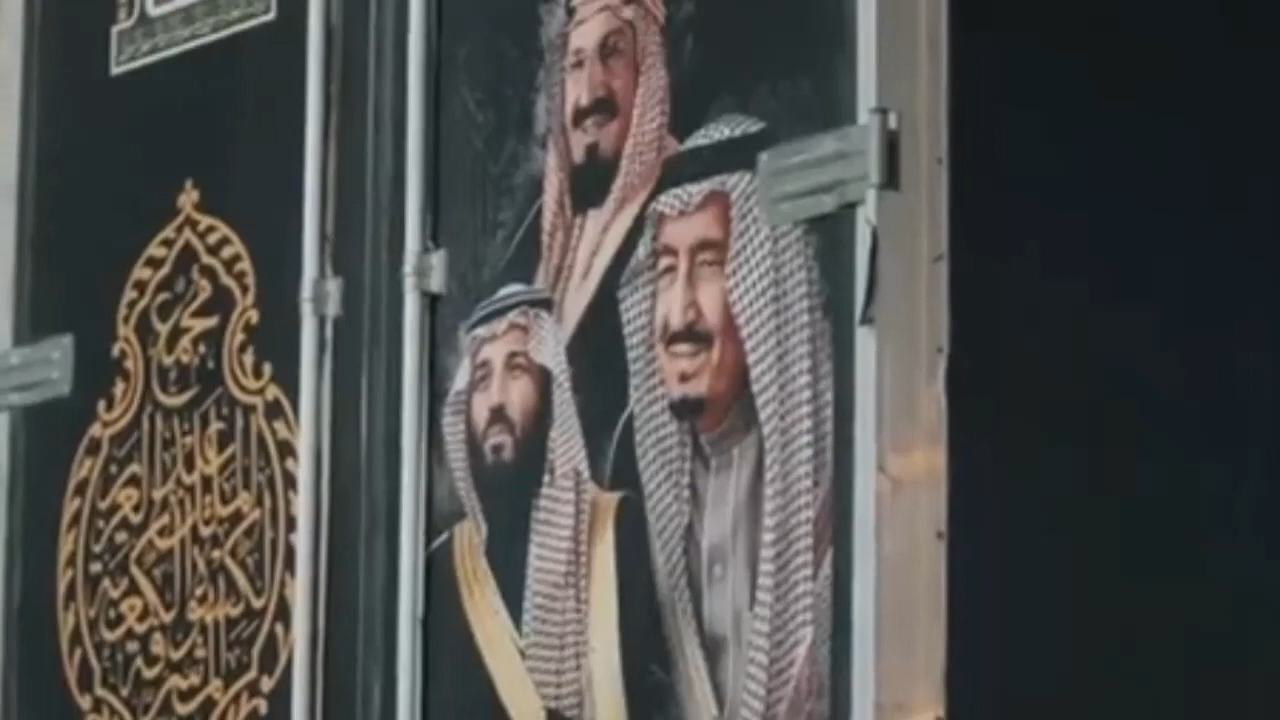 مجمع
الملك عبدالعزيز
لكسوة الكعبة
المشرفة